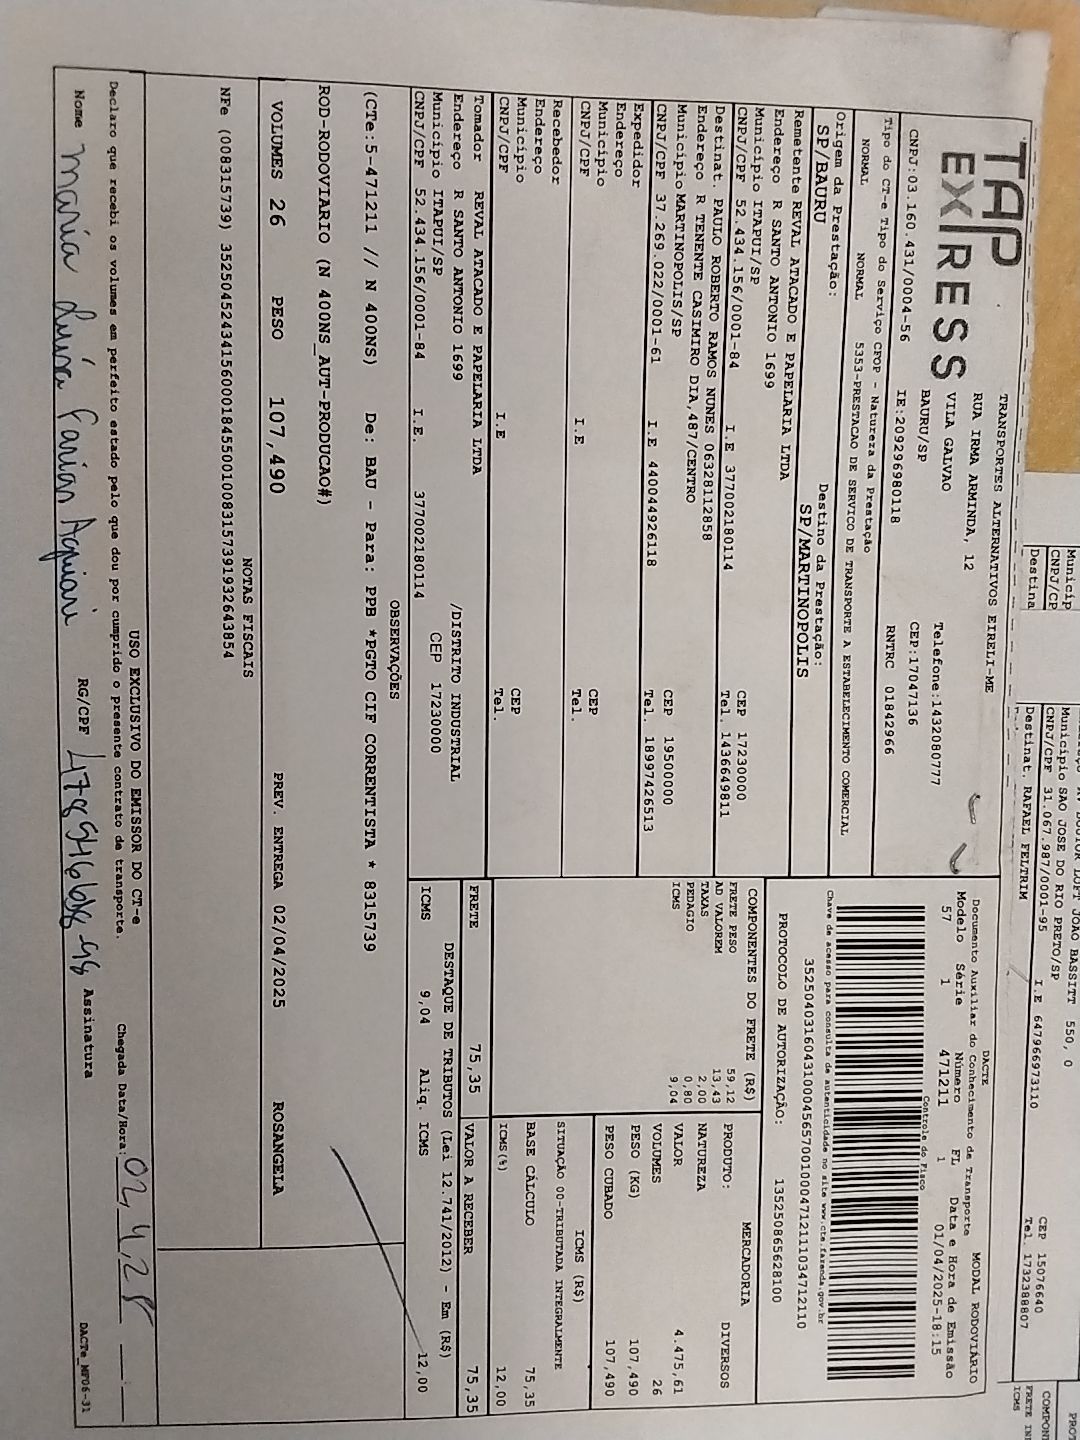 TAP
EXPRESS
TRANSPORTES ALTERNATIVOS EIRELI-ME
RUA IRMA ARMINDA, 12
VILA GALVAO
BAURU/SP
Telefone:1432080777
CEP:17047136
CNPJ:03.160.431/0004-56 IE:209296980118 RNTRC 01842966
Tipo do CT-e Tipo do Serviço CFOP - Natureza da Prestação
NORMAL NORMAL 5353-PRESTACAO DE SERVICO DE TRANSPORTE A ESTABELECIMENTO COMERCIAL
Origem da Prestação: Destino da Prestação:
SP/BAURU SP/MARTINOPOLIS
DACTE MODAL RODOVIÁRIO
Documento Auxiliar do Conhecimento de Transporte
Modelo Série Número FL Data e Hora de Emissão
57 1 471211 1 01/04/2025-18:15
Controle do Fisco
Chave de acesso para consulta de autenticidade no site www.cte.fazenda.gov.br
35250403160431000456570010004712111034712110
PROTOCOLO DE AUTORIZAÇÃO: 135250865628100
Remetente REVAL ATACADO E PAPELARIA LTDA
Endereço R SANTO ANTONIO 1699
Município ITAPUI/SP CEP 17230000
CNPJ/CPF 52.434.156/0001-84 I.E 377002180114 Tel. 1436649811
Destinat. PAULO ROBERTO RAMOS NUNES 06328112858
Endereço R TENENTE CASIMIRO DIA,487/CENTRO
Município MARTINOPOLIS/SP CEP 19500000
CNPJ/CPF 37.269.022/0001-61 I.E 440044926118 Tel. 18997426513
Expedidor
Endereço
Município CEP
CNPJ/CPF I.E Tel.
Recebedor
Endereço
Município CEP
CNPJ/CPF I.E Tel.
Tomador REVAL ATACADO E PAPELARIA LTDA
Endereço R SANTO ANTONIO 1699 /DISTRITO INDUSTRIAL
Município ITAPUI/SP CEP 17230000
CNPJ/CPF 52.434.156/0001-84 I.E. 377002180114
COMPONENTES DO FRETE (R$)
FRETE PESO 59,12
AD VALOREM 13,43
TAXAS 2,00
PEDAGIO 0,80
ICMS 9,04
MERCADORIA
PRODUTO:
NATUREZA DIVERSOS
VALOR 4.475,61
VOLUMES 26
PESO (KG) 107,490
PESO CUBADO 107,490
ICMS (R$)
SITUAÇÃO 00-TRIBUTADA INTEGRALMENTE
BASE CÁLCULO 75,35
ICMS(%) 12,00
FRETE 75,35 VALOR A RECEBER 75,35
DESTAQUE DE TRIBUTOS (Lei 12.741/2012) - Em (R$)
ICMS 9,04 Aliq. ICMS 12,00
OBSERVAÇÕES
(CTe:5-471211 // N 400NS) De: BAU - Para: PPB *PGTO CIF CORRENTISTA * 8315739
ROD-RODOVIARIO (N 400NS_AUT-PRODUCAO#)
VOLUMES 26 PESO 107,490 PREV. ENTREGA 02/04/2025 ROSANGELA
NOTAS FISCAIS
NFe (008315739) 35250452434156000184550010083157391932643854
USO EXCLUSIVO DO EMISSOR DO CT-e
Declaro que recebi os volumes em perfeito estado pelo que dou por cumprido o presente contrato de transporte. Chegada Data/Hora:
Nome Maria Luisa Farias RG/CPF Assinatura
DACTe_MF06-31
550, 0
Município SAO JOSE DO RIO PRETO/SP CEP 15076640
CNPJ/CPF 31.067.987/0001-95 I.E 647966973110 Tel. 1732388807
Destinat. RAFAEL FELTRIM
Municíp
CNPJ/CP
Destina